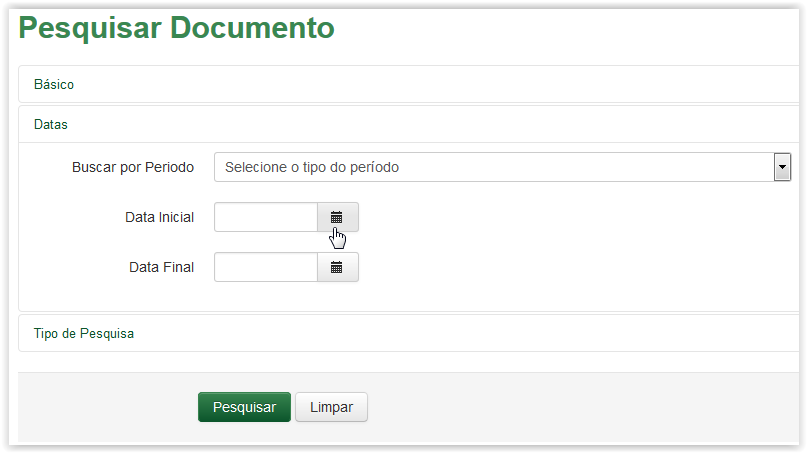 Pesquisar Documento
Básico
Datas
Buscar por Periodo Selecione o tipo do período
Data Inicial
Data Final
Tipo de Pesquisa
Pesquisar Limpar